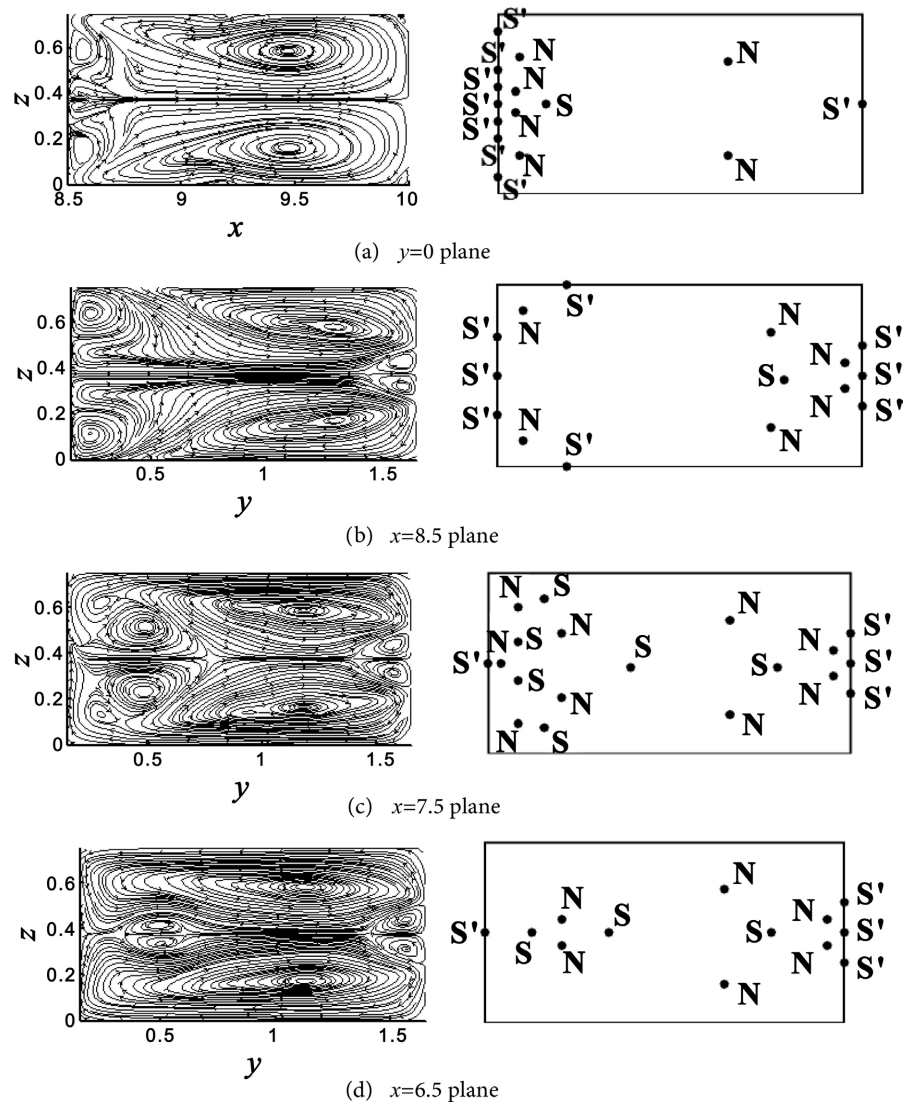 z
0.6
0.4
0.2
0
8.5 9 9.5 10
x
S'
S' N N
S' N
S' S S'
S' N
S' N N
S'
(a) y=0 plane
z
0.6
0.4
0.2
0
0.5 1 1.5
y
S'
S' N N S'
S' S N S'
S' N N S'
S' N
(b) x=8.5 plane
z
0.6
0.4
0.2
0
0.5 1 1.5
y
N S
N N S'
N S S N
S' S S S'
N N S'
N S N
(c) x=7.5 plane
z
0.6
0.4
0.2
0
0.5 1 1.5
y
N
N S N S'
S' S S S'
N N S'
N
(d) x=6.5 plane